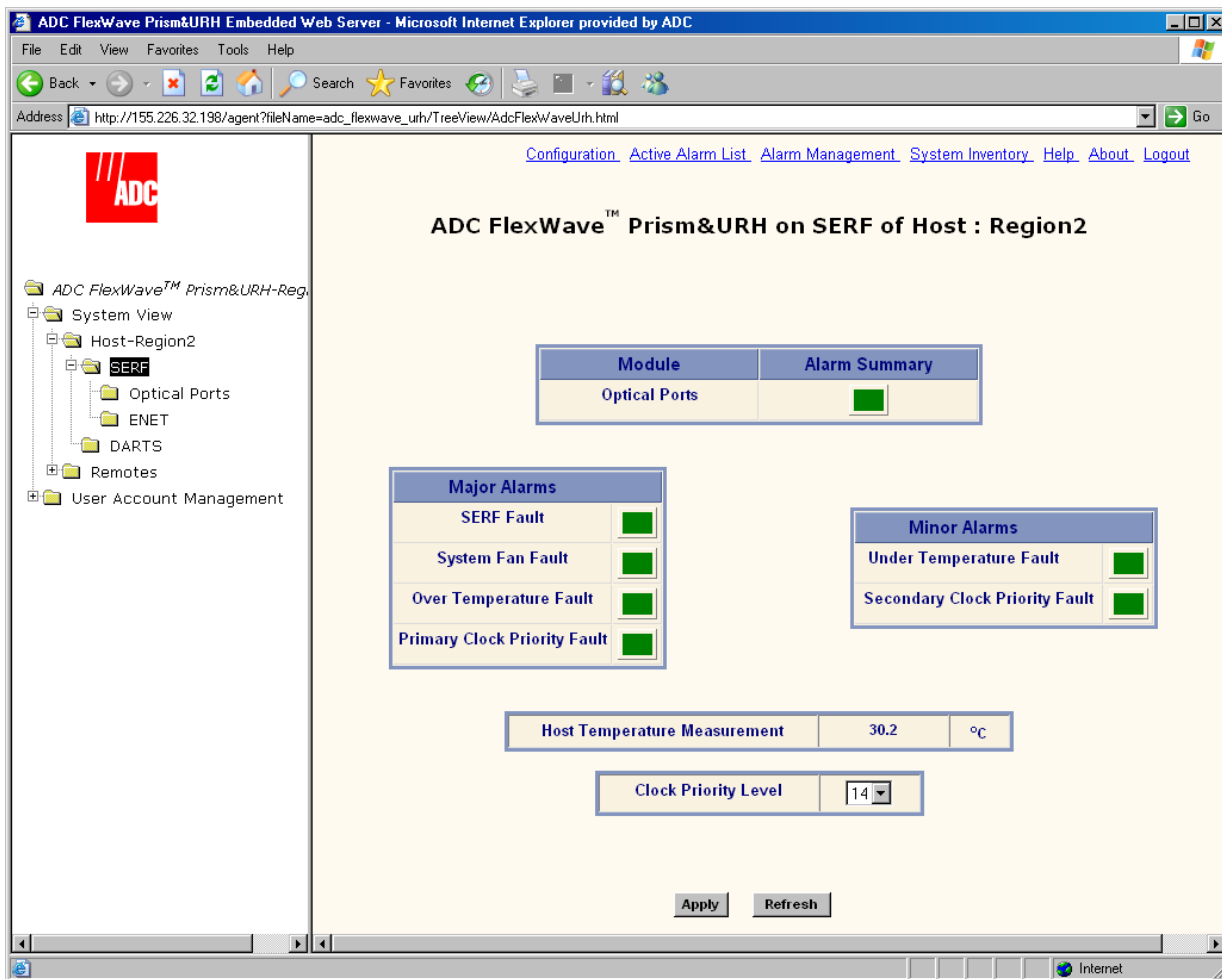 ADC FlexWave Prism&URH Embedded Web Server - Microsoft Internet Explorer provided by ADC
File Edit View Favorites Tools Help
Back Search Favorites
Address http://155.226.32.198/agent?fileName=adc_flexwave_urh/TreeView/AdcFlexWaveUrh.html Go
ADC
Configuration Active Alarm List Alarm Management System Inventory Help About Logout
ADC FlexWave™ Prism&URH on SERF of Host : Region2
ADC FlexWave™ Prism&URH-Regi
System View
Host-Region2
SERF
Optical Ports
ENET
DARTS
Remotes
User Account Management
Module Alarm Summary
Optical Ports
Major Alarms
SERF Fault
System Fan Fault
Over Temperature Fault
Primary Clock Priority Fault
Minor Alarms
Under Temperature Fault
Secondary Clock Priority Fault
Host Temperature Measurement 30.2 °C
Clock Priority Level 14
Apply Refresh
Internet